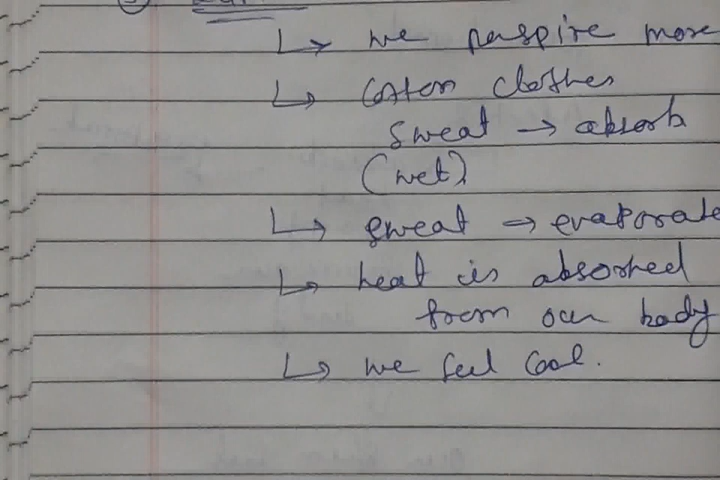 ↳ we perspire more
↳ cotton clothes
sweat → absorb
(wet)
↳ sweat ⇒ evaporate
↳ heat is absorbed
from our body
↳ we feel cool.